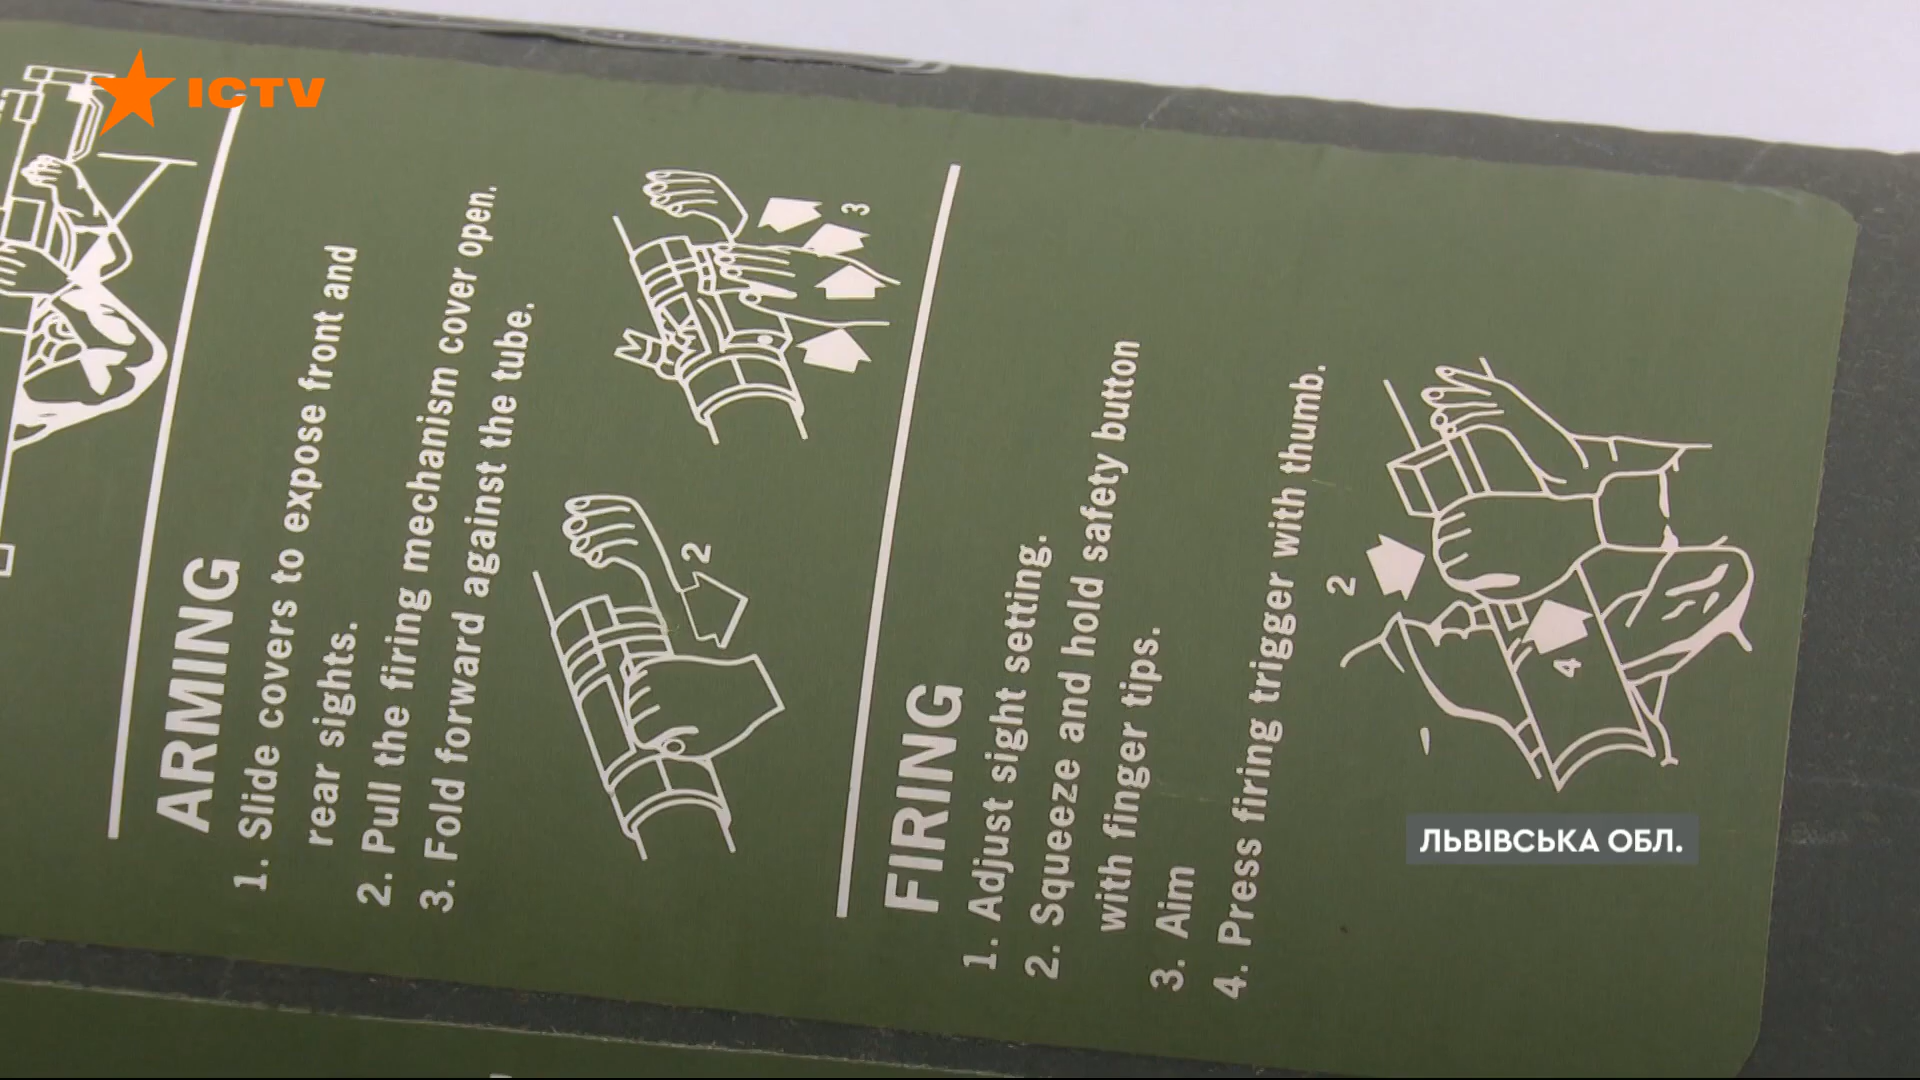 ICTV
ARMING
1. Slide covers to expose front and
rear sights.
2. Pull the firing mechanism cover open.
3. Fold forward against the tube.
2
3
FIRING
1. Adjust sight setting.
2. Squeeze and hold safety button
with finger tips.
3. Aim
4. Press firing trigger with thumb.
2
4
ЛЬВІВСЬКА ОБЛ.